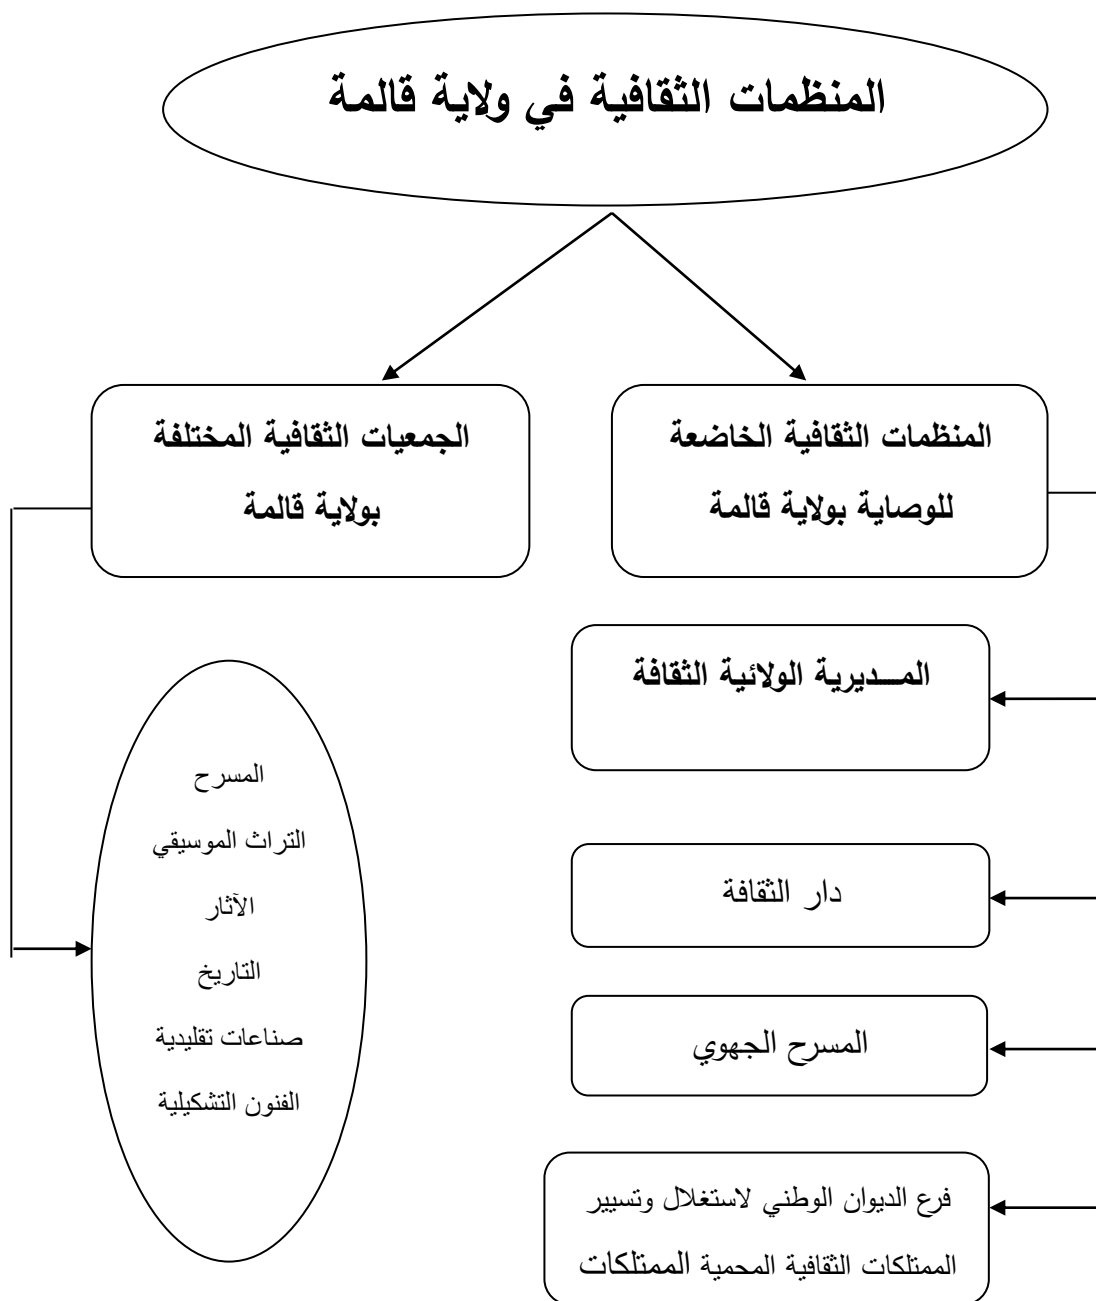 المنظمات الثقافية في ولاية قالمة
المنظمات الثقافية الخاضعة
للوصاية بولاية قالمة
الجمعيات الثقافية المختلفة
بولاية قالمة
المـــديرية الولائية الثقافة
دار الثقافة
المسرح الجهوي
فرع الديوان الوطني لاستغلال وتسيير
الممتلكات الثقافية المحمية الممتلكات
المسرح
التراث الموسيقي
الآثار
التاريخ
صناعات تقليدية
الفنون التشكيلية